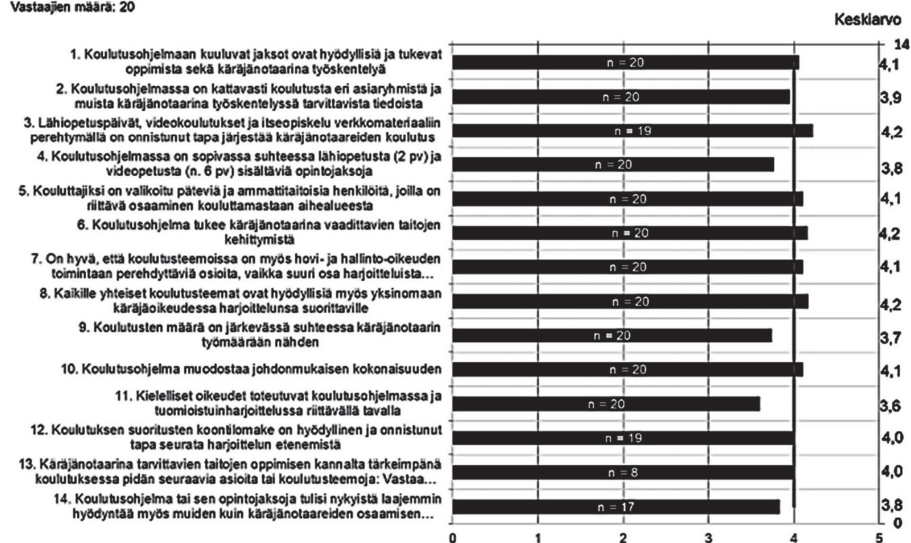 Vastaajien määrä: 20
Keskiarvo
14
1. Koulutusohjelmaan kuuluvat jaksot ovat hyödyllisiä ja tukevat
oppimista sekä käräjänotaarina työskentelyä
n = 20
4,1
2. Koulutusohjelmassa on kattavasti koulutusta eri asiaryhmistä ja
muista käräjänotaarina työskentelyssä tarvittavista tiedoista
n = 20
3,9
3. Lähiopetuspäivät, videokoulutukset ja itseopiskelu verkkomateriaaliin
perehtymällä on onnistunut tapa järjestää käräjänotaareiden koulutus
n = 19
4,2
4. Koulutusohjelmassa on sopivassa suhteessa lähiopetusta (2 pv) ja
videopetusta (n. 6 pv) sisältäviä opintojaksoja
n = 20
3,8
5. Kouluttajiksi on valikoitu päteviä ja ammattitaitoisia henkilöitä, joilla on
riittävä osaaminen kouluttamastaan aihealueesta
n = 20
4,1
6. Koulutusohjelma tukee käräjänotaarina vaadittavien taitojen
kehittymistä
n = 20
4,2
7. On hyvä, että koulutusteemoissa on myös hovi- ja hallinto-oikeuden
toimintaan perehdyttäviä osioita, vaikka suuri osa harjoitteluista...
n = 20
4,1
8. Kaikille yhteiset koulutusteemat ovat hyödyllisiä myös yksinomaan
käräjäoikeudessa harjoittelunsa suorittaville
n = 20
4,2
9. Koulutusten määrä on järkevässä suhteessa käräjänotaarin
työmäärään nähden
n = 20
3,7
10. Koulutusohjelma muodostaa johdonmukaisen kokonaisuuden
n = 20
4,1
11. Kielelliset oikeudet toteutuvat koulutusohjelmassa ja
tuomioistuinharjoittelussa riittävällä tavalla
n = 20
3,6
12. Koulutuksen suoritusten koontilomake on hyödyllinen ja onnistunut
tapa seurata harjoittelun etenemistä
n = 19
4,0
13. Käräjänotaarina tarvittavien taitojen oppimisen kannalta tärkeimpänä
koulutuksessa pidän seuraavia asioita tai koulutusteemoja: Vastaa...
n = 8
4,0
14. Koulutusohjelma tai sen opintojaksoja tulisi nykyistä laajemmin
hyödyntää myös muiden kuin käräjänotaareiden osaamisen...
n = 17
3,8
0
0 1 2 3 4 5